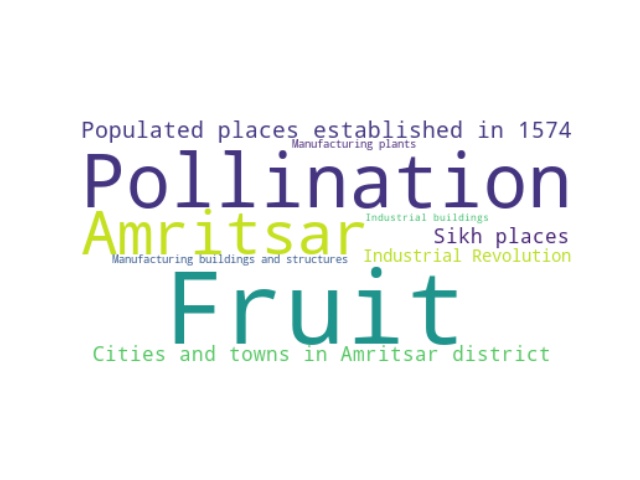 Populated places established in 1574
Manufacturing plants
Pollination
Amritsar
Industrial buildings
Sikh places
Manufacturing buildings and structures
Industrial Revolution
Fruit
Cities and towns in Amritsar district